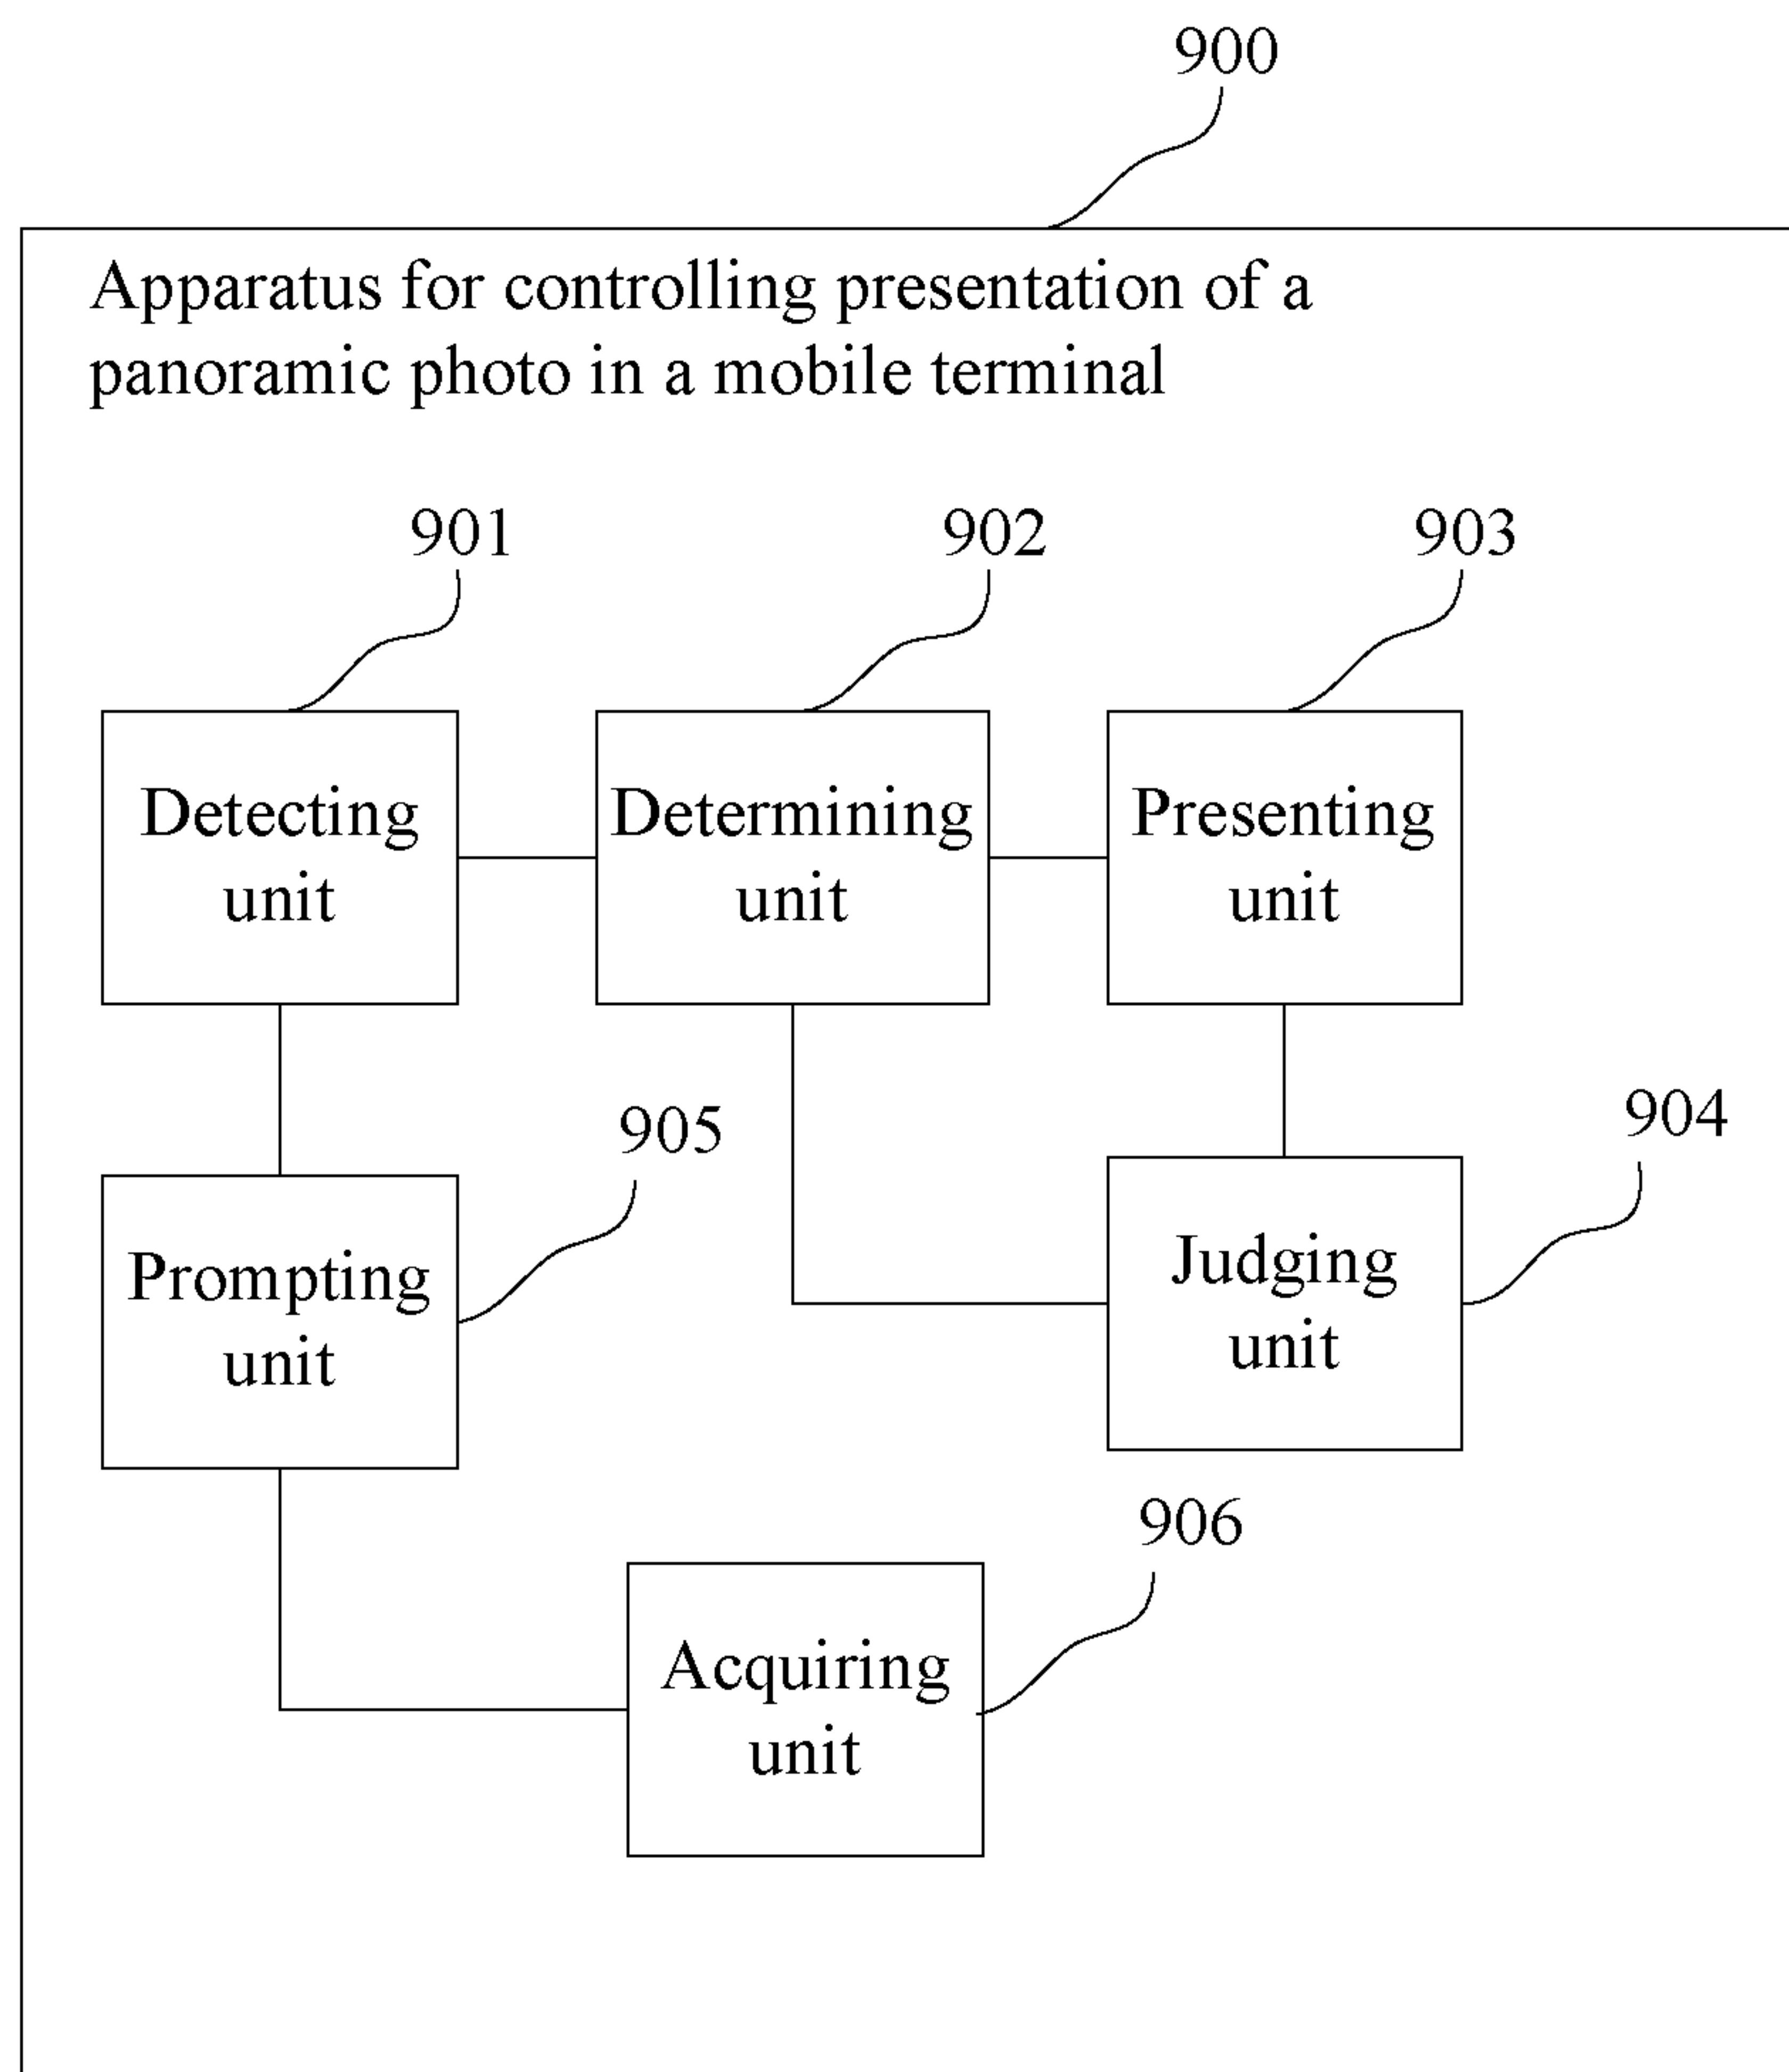 900
Apparatus for controlling presentation of a
panoramic photo in a mobile terminal
901
902
903
Detecting
unit
Determining
unit
Presenting
unit
905
904
Prompting
unit
Judging
unit
906
Acquiring
unit